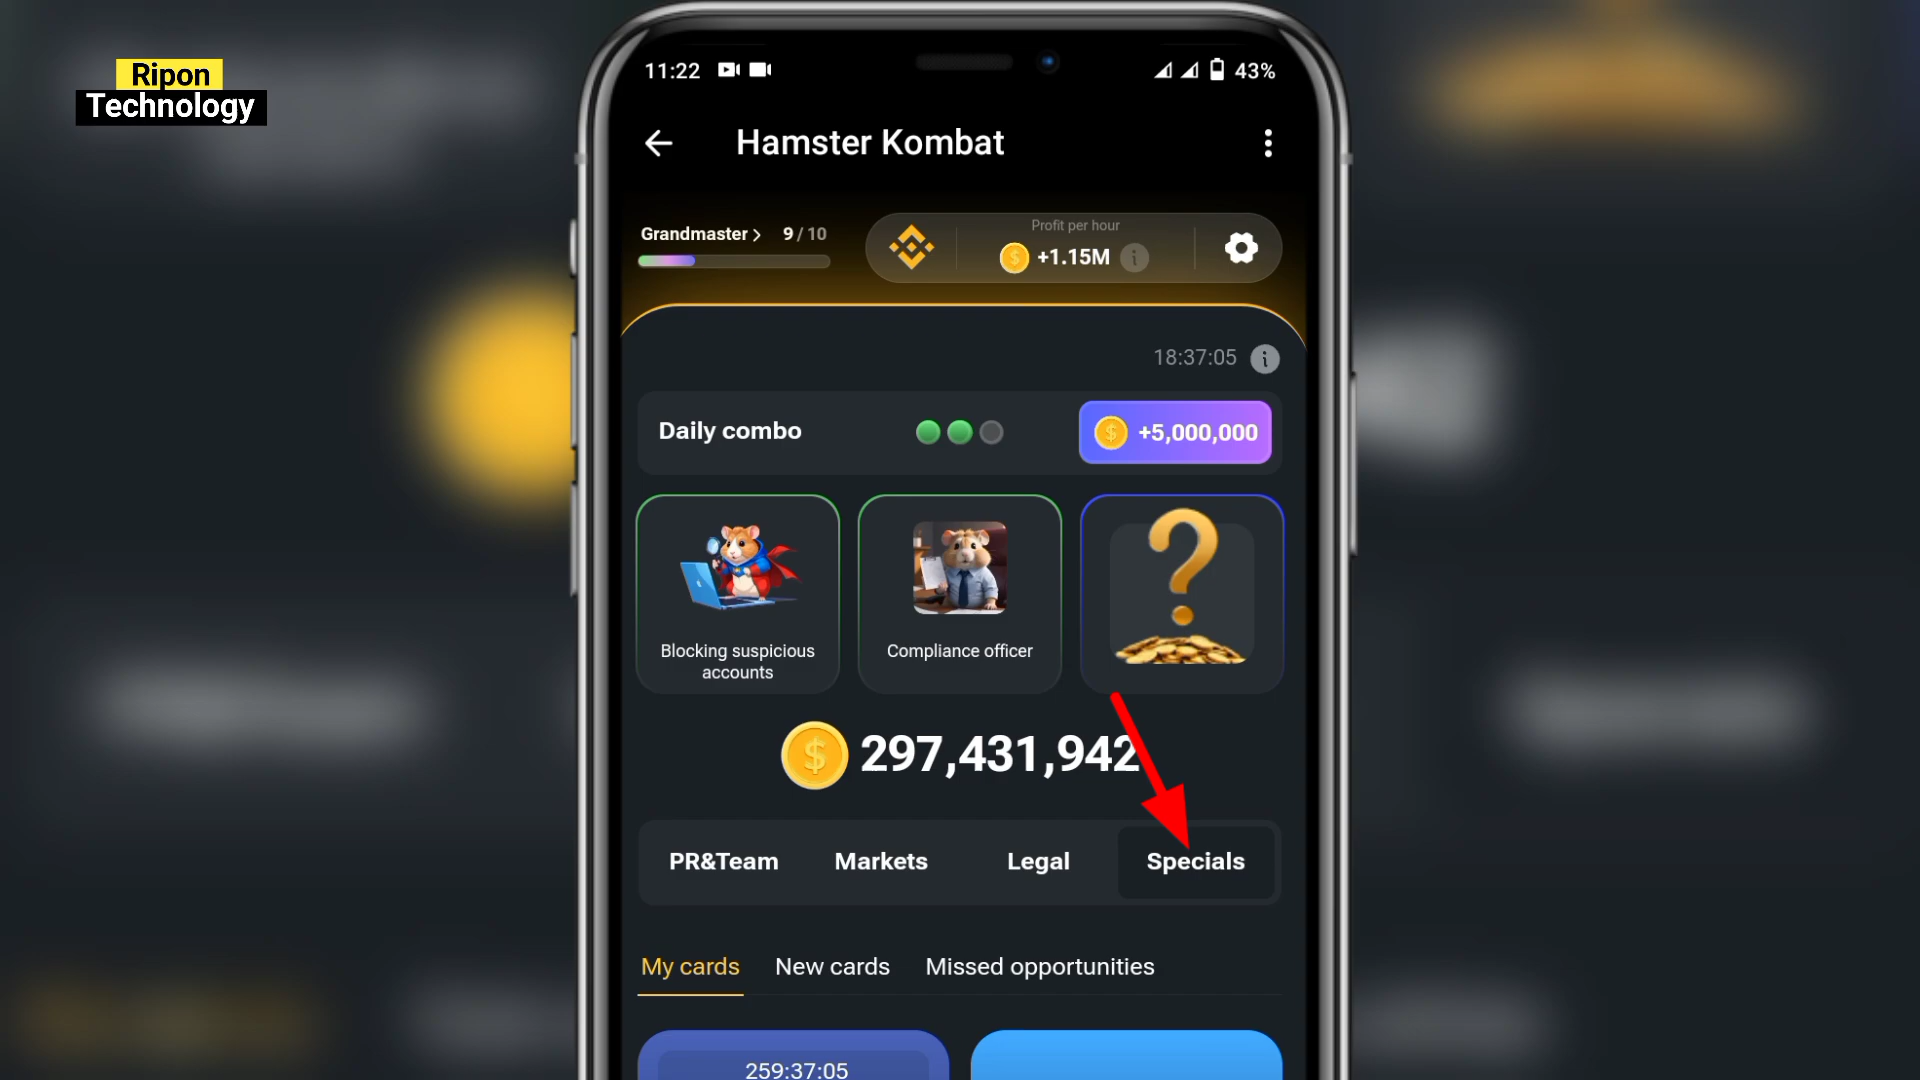 Ripon
Technology
11:22
43%
Hamster Kombat
Grandmaster
9 / 10
Profit per hour
+1.15M
18:37:05
Daily combo
+5,000,000
Blocking suspicious
accounts
Compliance officer
297,431,942
PR&Team
Markets
Legal
Specials
My cards
New cards
Missed opportunities
259:37:05